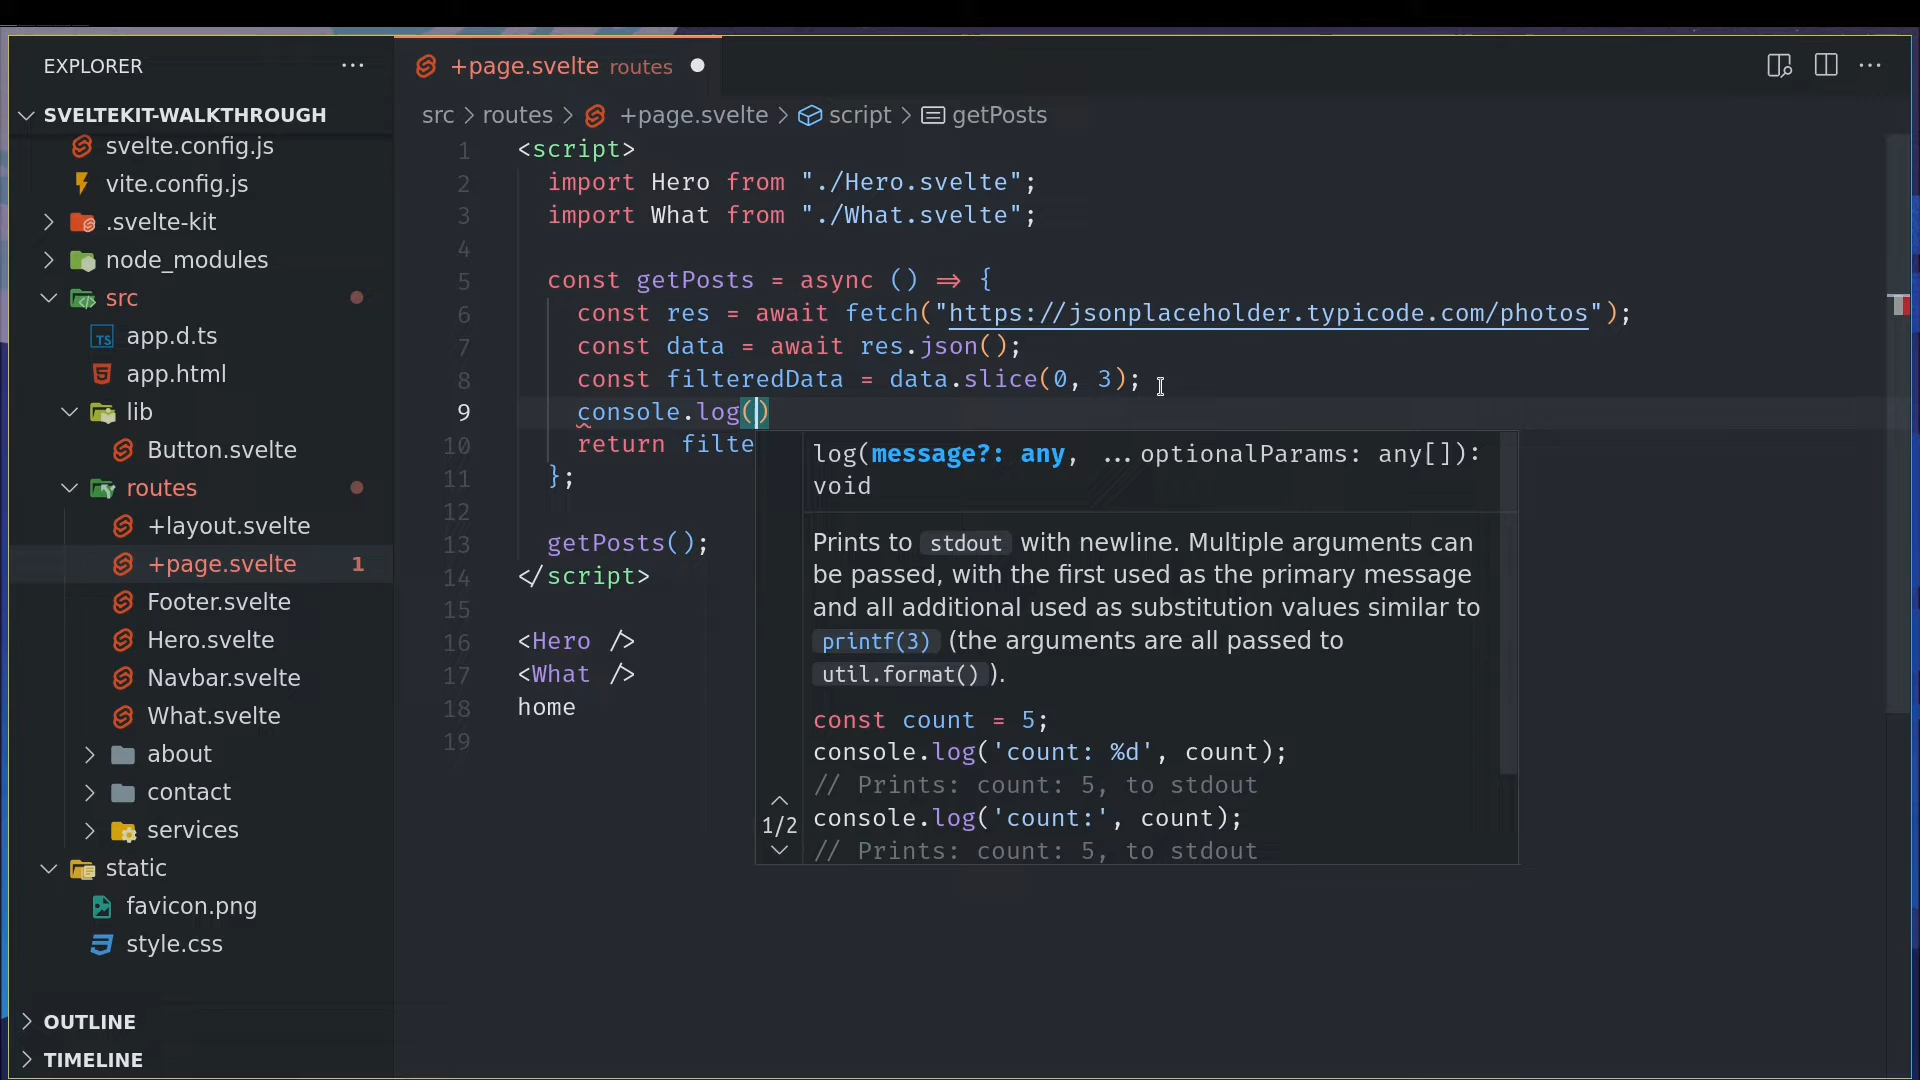 EXPLORER
+page.svelte routes
SVELTEKIT-WALKTHROUGH
svelte.config.js
vite.config.js
.svelte-kit
node_modules
src
app.d.ts
app.html
lib
Button.svelte
routes
+layout.svelte
+page.svelte 1
Footer.svelte
Hero.svelte
Navbar.svelte
What.svelte
about
contact
services
static
favicon.png
style.css
OUTLINE
TIMELINE
src > routes > +page.svelte > script > getPosts
1 <script>
2 import Hero from "./Hero.svelte";
3 import What from "./What.svelte";
4
5 const getPosts = async () => {
6 const res = await fetch("https://jsonplaceholder.typicode.com/photos");
7 const data = await res.json();
8 const filteredData = data.slice(0, 3);
9 console.log()
10 return filte
11 };
12
13 getPosts();
14 </script>
15
16 <Hero />
17 <What />
18 home
19
log(message?: any, ...optionalParams: any[]):
void
Prints to stdout with newline. Multiple arguments can
be passed, with the first used as the primary message
and all additional used as substitution values similar to
printf(3) (the arguments are all passed to
util.format()).
const count = 5;
console.log('count: %d', count);
// Prints: count: 5, to stdout
console.log('count:', count);
// Prints: count: 5, to stdout
1/2